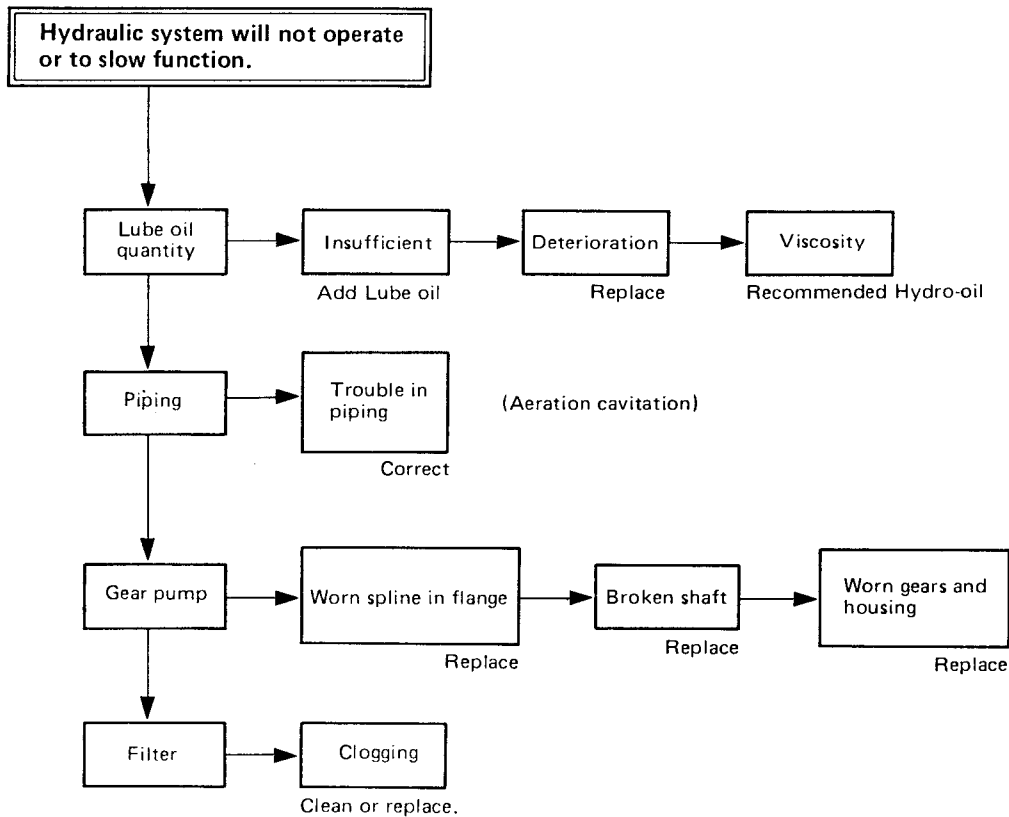 Hydraulic system will not operate
or to slow function.
Lube oil
quantity
Insufficient
Add Lube oil
Deterioration
Replace
Viscosity
Recommended Hydro-oil
Piping
Trouble in
piping
Correct
(Aeration cavitation)
Gear pump
Worn spline in flange
Replace
Broken shaft
Replace
Worn gears and
housing
Replace
Filter
Clogging
Clean or replace.